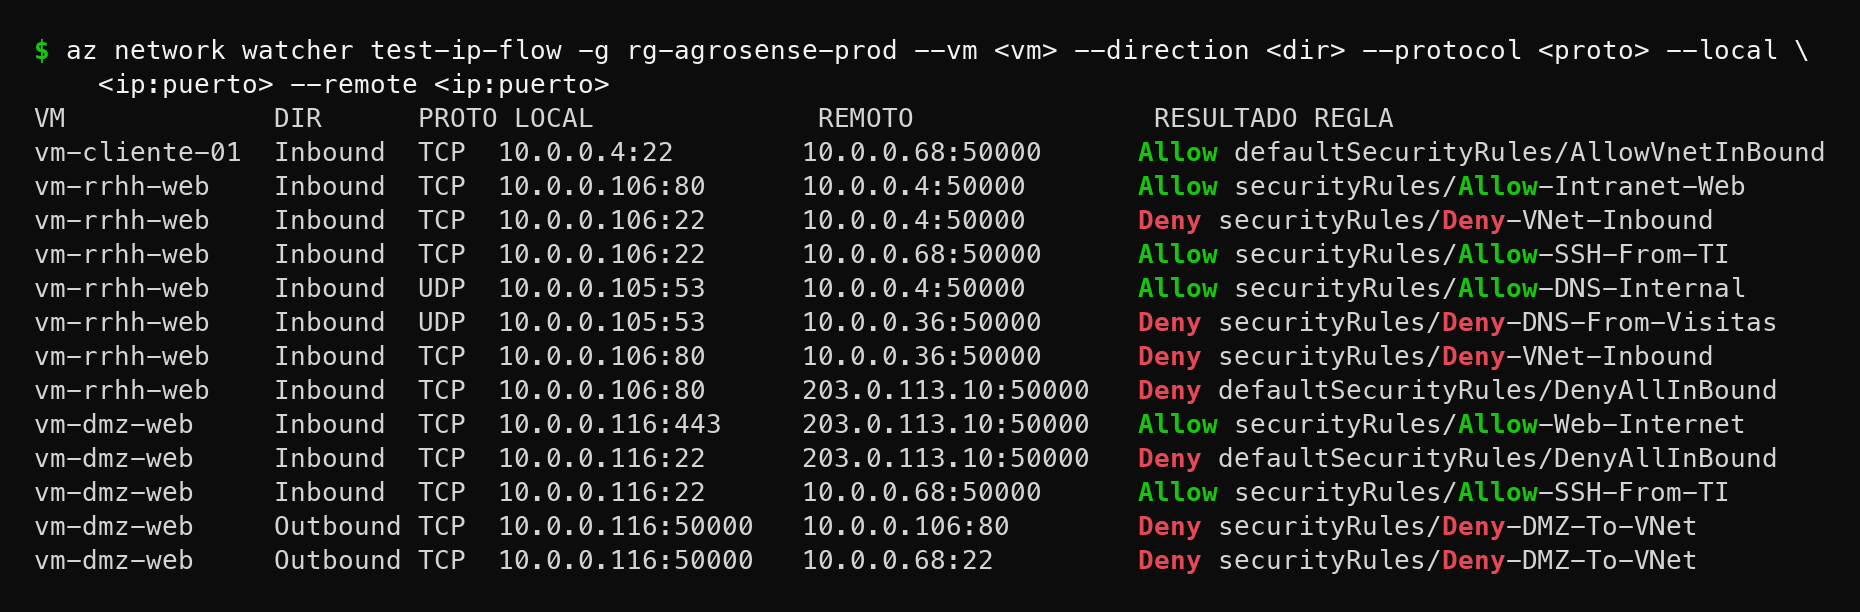 $ az network watcher test-ip-flow -g rg-agrosense-prod --vm <vm> --direction <dir> --protocol <proto> --local \
<ip:puerto> --remote <ip:puerto>
VM DIR PROTO LOCAL REMOTO RESULTADO REGLA
vm-cliente-01 Inbound TCP 10.0.0.4:22 10.0.0.68:50000 Allow defaultSecurityRules/AllowVnetInBound
vm-rrhh-web Inbound TCP 10.0.0.106:80 10.0.0.4:50000 Allow securityRules/Allow-Intranet-Web
vm-rrhh-web Inbound TCP 10.0.0.106:22 10.0.0.4:50000 Deny securityRules/Deny-VNet-Inbound
vm-rrhh-web Inbound TCP 10.0.0.106:22 10.0.0.68:50000 Allow securityRules/Allow-SSH-From-TI
vm-rrhh-web Inbound UDP 10.0.0.105:53 10.0.0.4:50000 Allow securityRules/Allow-DNS-Internal
vm-rrhh-web Inbound UDP 10.0.0.105:53 10.0.0.36:50000 Deny securityRules/Deny-DNS-From-Visitas
vm-rrhh-web Inbound TCP 10.0.0.106:80 10.0.0.36:50000 Deny securityRules/Deny-VNet-Inbound
vm-rrhh-web Inbound TCP 10.0.0.106:80 203.0.113.10:50000 Deny defaultSecurityRules/DenyAllInBound
vm-dmz-web Inbound TCP 10.0.0.116:443 203.0.113.10:50000 Allow securityRules/Allow-Web-Internet
vm-dmz-web Inbound TCP 10.0.0.116:22 203.0.113.10:50000 Deny defaultSecurityRules/DenyAllInBound
vm-dmz-web Inbound TCP 10.0.0.116:22 10.0.0.68:50000 Allow securityRules/Allow-SSH-From-TI
vm-dmz-web Outbound TCP 10.0.0.116:50000 10.0.0.106:80 Deny securityRules/Deny-DMZ-To-VNet
vm-dmz-web Outbound TCP 10.0.0.116:50000 10.0.0.68:22 Deny securityRules/Deny-DMZ-To-VNet